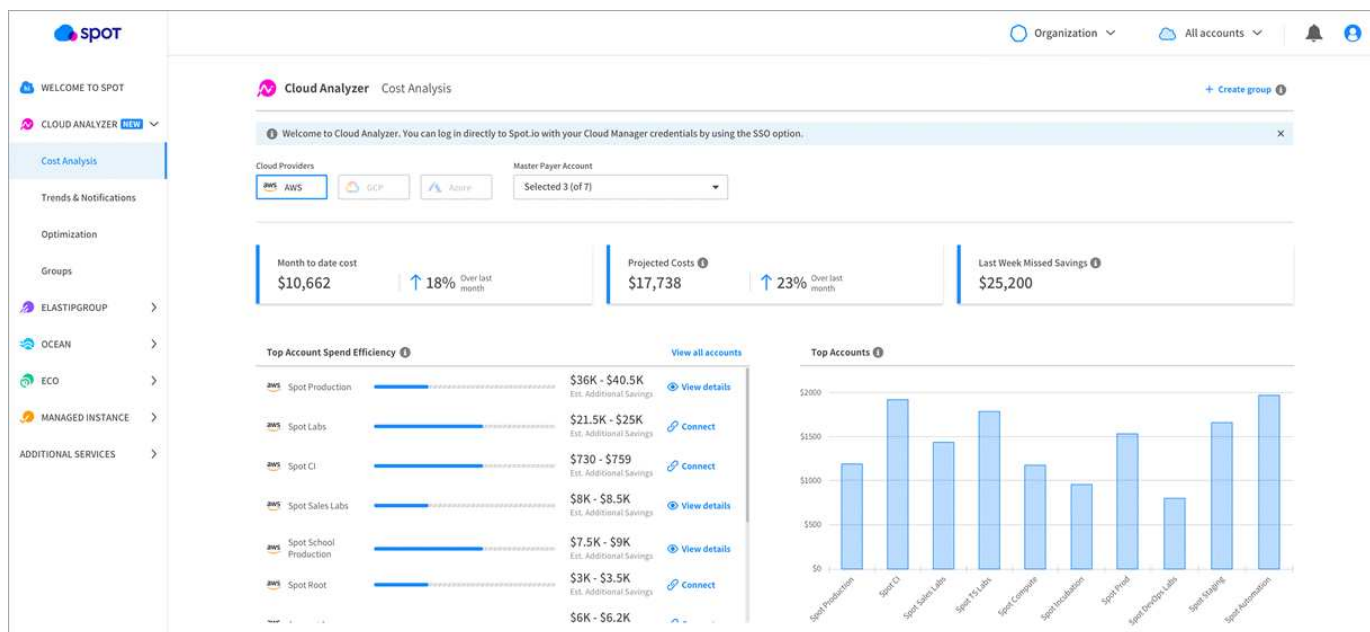 spot
Organization
All accounts
hi
WELCOME TO SPOT
CLOUD ANALYZER NEW
Cost Analysis
Trends & Notifications
Optimization
Groups
ELASTIPGROUP
OCEAN
ECO
MANAGED INSTANCE
ADDITIONAL SERVICES
Cloud Analyzer Cost Analysis
+ Create group
Welcome to Cloud Analyzer. You can log in directly to Spot.io with your Cloud Manager credentials by using the SSO option.
Cloud Providers
Master Payer Account
aws AWS
GCP
Azure
Selected 3 (of 7)
Month to date cost
$10,662
18% Over last
month
Projected Costs
$17,738
23% Over last
month
Last Week Missed Savings
$25,200
Top Account Spend Efficiency
View all accounts
aws Spot Production
$36K - $40.5K
Est. Additional Savings
View details
aws Spot Labs
$21.5K - $25K
Est. Additional Savings
Connect
aws Spot CI
$730 - $759
Est. Additional Savings
Connect
aws Spot Sales Labs
$8K - $8.5K
Est. Additional Savings
View details
aws Spot School
Production
$7.5K - $9K
Est. Additional Savings
View details
aws Spot Root
$3K - $3.5K
Est. Additional Savings
Connect
$6K - $6.2K
Top Accounts
$2000
$1500
$1000
$500
$0
Spot Production
Spot CI
Spot Sales Labs
Spot TS Labs
Spot Compute
Spot Incubation
Spot Prod
Spot DevOps Labs
Spot Staging
Spot Automation